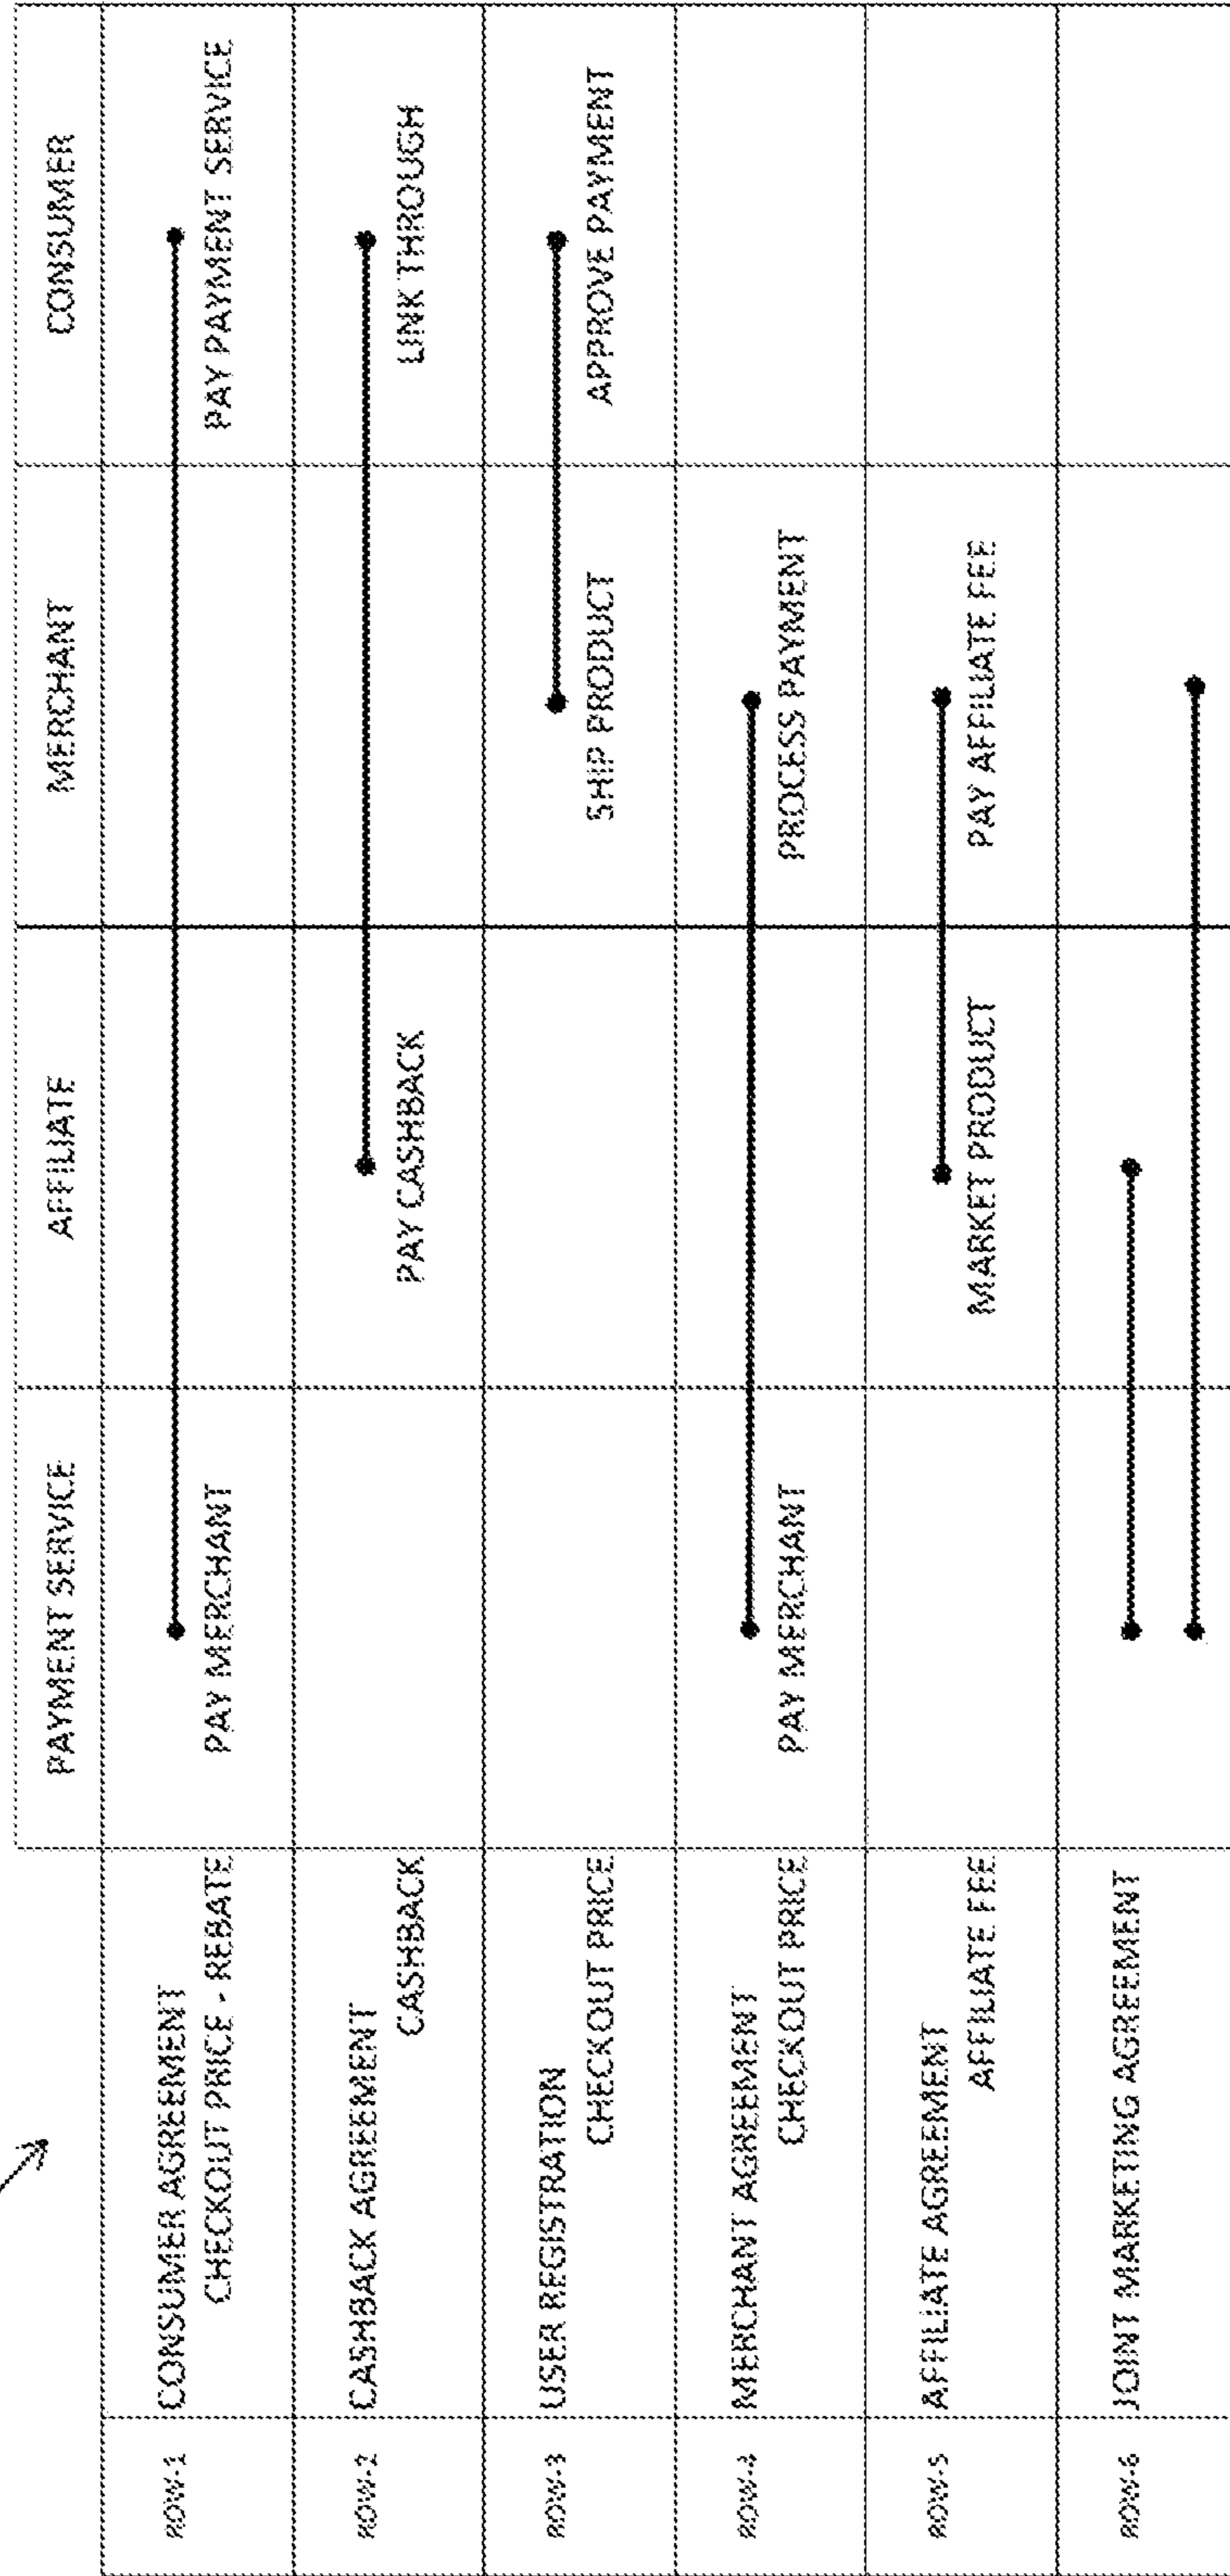 PAYMENT SERVICE
AFFILIATE
MERCHANT
CONSUMER
ROW-1
CONSUMER AGREEMENT
CHECKOUT PRICE - REBATE
PAY MERCHANT
PAY PAYMENT SERVICE
ROW-2
CASHBACK AGREEMENT
CASHBACK
PAY CASHBACK
LINK THROUGH
ROW-3
USER REGISTRATION
CHECKOUT PRICE
SHIP PRODUCT
APPROVE PAYMENT
ROW-4
MERCHANT AGREEMENT
CHECKOUT PRICE
PAY MERCHANT
PROCESS PAYMENT
ROW-5
AFFILIATE AGREEMENT
AFFILIATE FEE
MARKET PRODUCT
PAY AFFILIATE FEE
ROW-6
JOINT MARKETING AGREEMENT